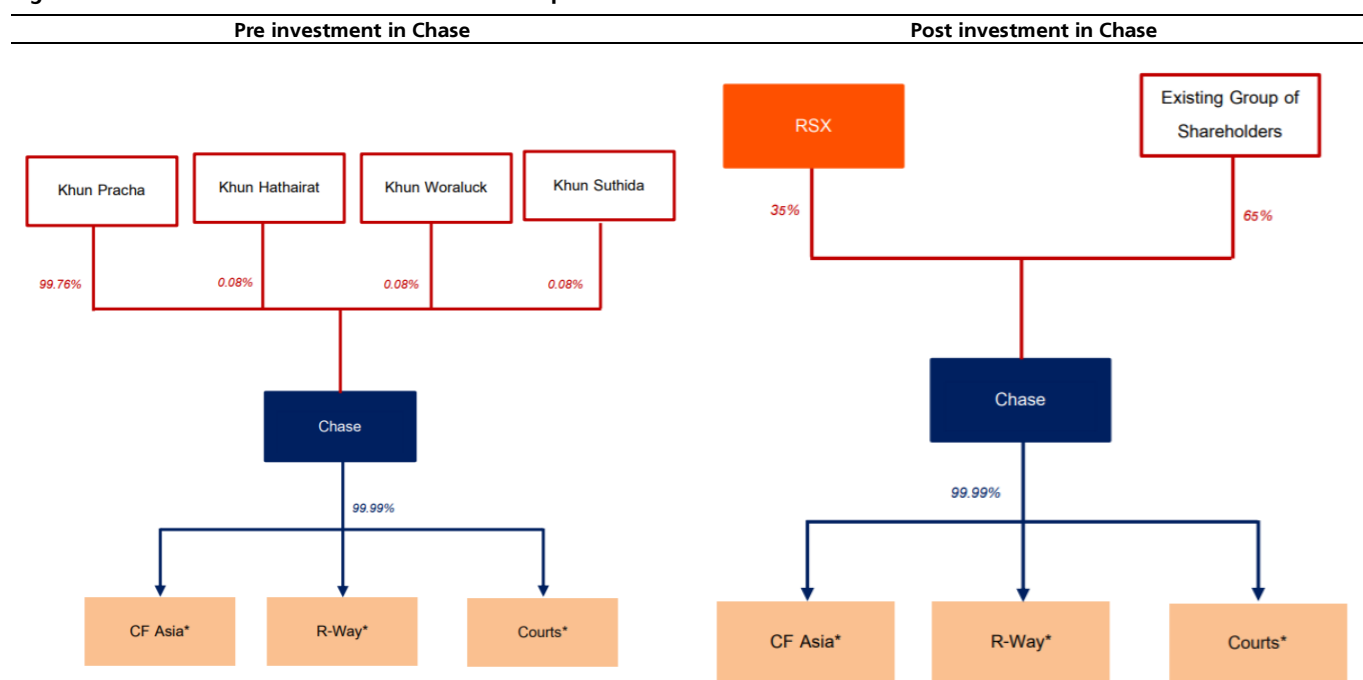 Pre investment in Chase
Post investment in Chase
Khun Pracha
Khun Hathairat
Khun Woraluck
Khun Suthida
99.76%
0.08%
0.08%
0.08%
Chase
99.99%
CF Asia*
R-Way*
Courts*
RSX
Existing Group of
Shareholders
35%
65%
Chase
99.99%
CF Asia*
R-Way*
Courts*